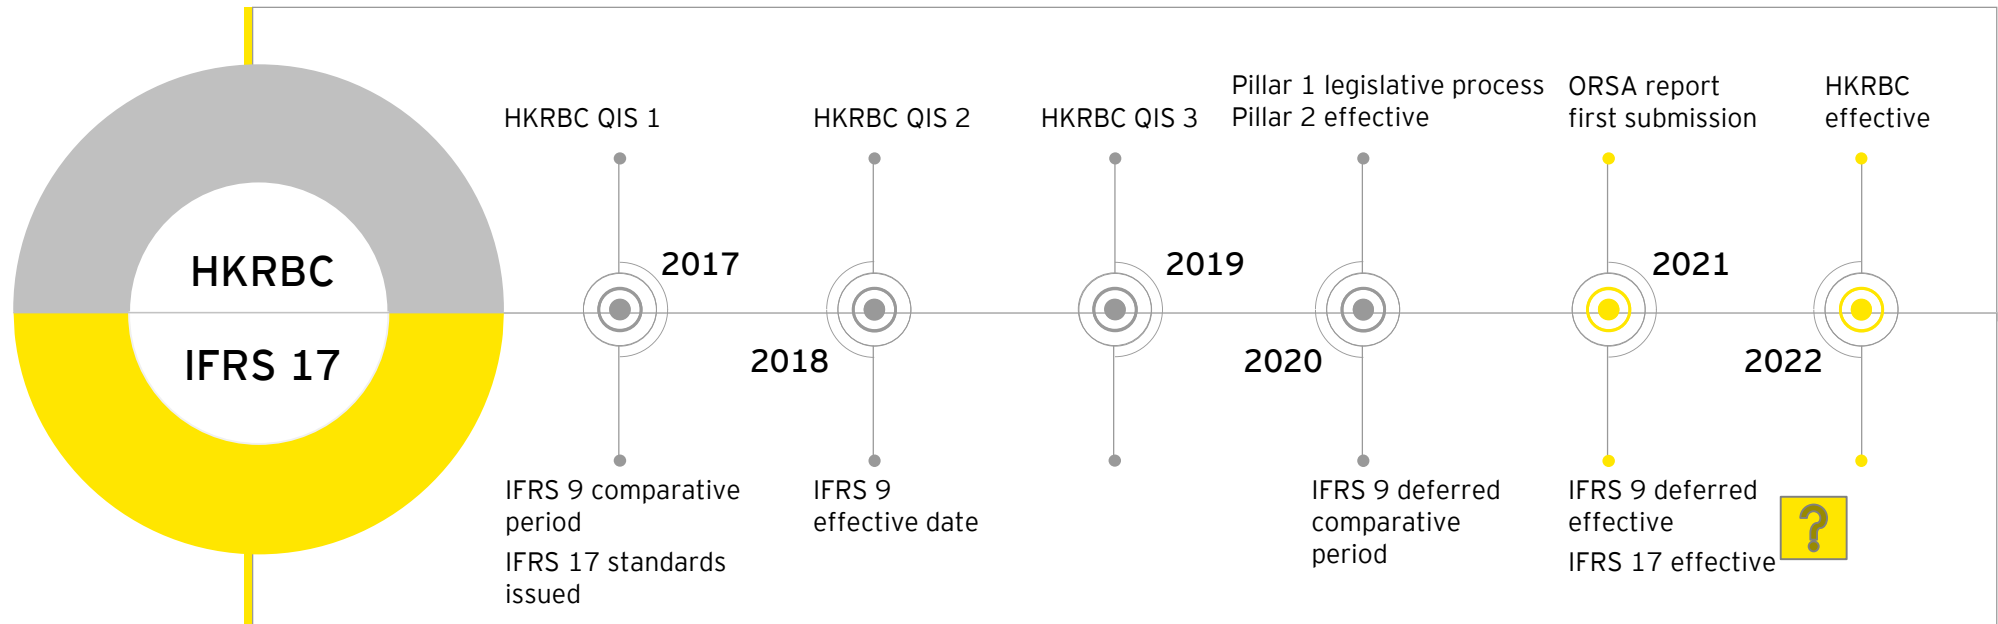 HKRBC
IFRS 17
HKRBC QIS 1
HKRBC QIS 2
HKRBC QIS 3
Pillar 1 legislative process
Pillar 2 effective
ORSA report
first submission
HKRBC
effective
2017
2018
2019
2020
2021
2022
IFRS 9 comparative
period
IFRS 17 standards
issued
IFRS 9
effective date
IFRS 9 deferred
comparative
period
IFRS 9 deferred
effective
IFRS 17 effective
?